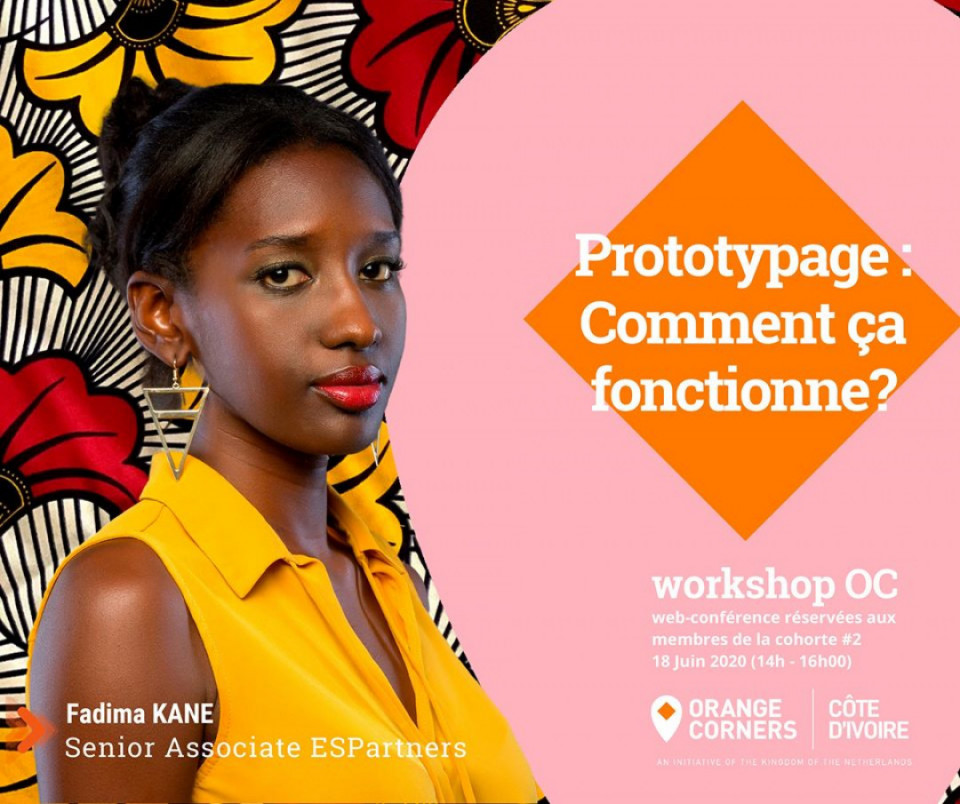 Prototypage :
Comment ça
fonctionne?
workshop OC
web-conférence réservées aux
membres de la cohorte #2
18 Juin 2020 (14h - 16h00)
Fadima KANE
Senior Associate ESPartners
ORANGE
CORNERS
CÔTE
D'IVOIRE
AN INITIATIVE OF THE KINGDOM OF THE NETHERLANDS